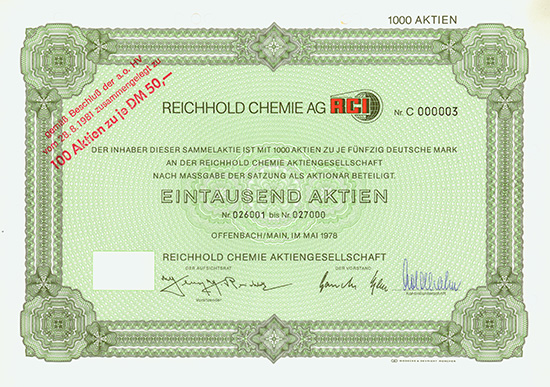 1000 AKTIEN
Gemäß Beschluß der a.o. HV
vom 28.8.1981 zusammengelegt zu
100 Aktien zu je DM 50,—
REICHHOLD CHEMIE AG RCI Nr. C 000003
DER INHABER DIESER SAMMELAKTIE IST MIT 1000 AKTIEN ZU JE FÜNFZIG DEUTSCHE MARK
AN DER REICHHOLD CHEMIE AKTIENGESELLSCHAFT
NACH MASSGABE DER SATZUNG ALS AKTIONÄR BETEILIGT.
EINTAUSEND AKTIEN
Nr. 026001 bis Nr. 027000
OFFENBACH/MAIN, IM MAI 1978
REICHHOLD CHEMIE AKTIENGESELLSCHAFT
DER AUFSICHTSRAT DER VORSTAND